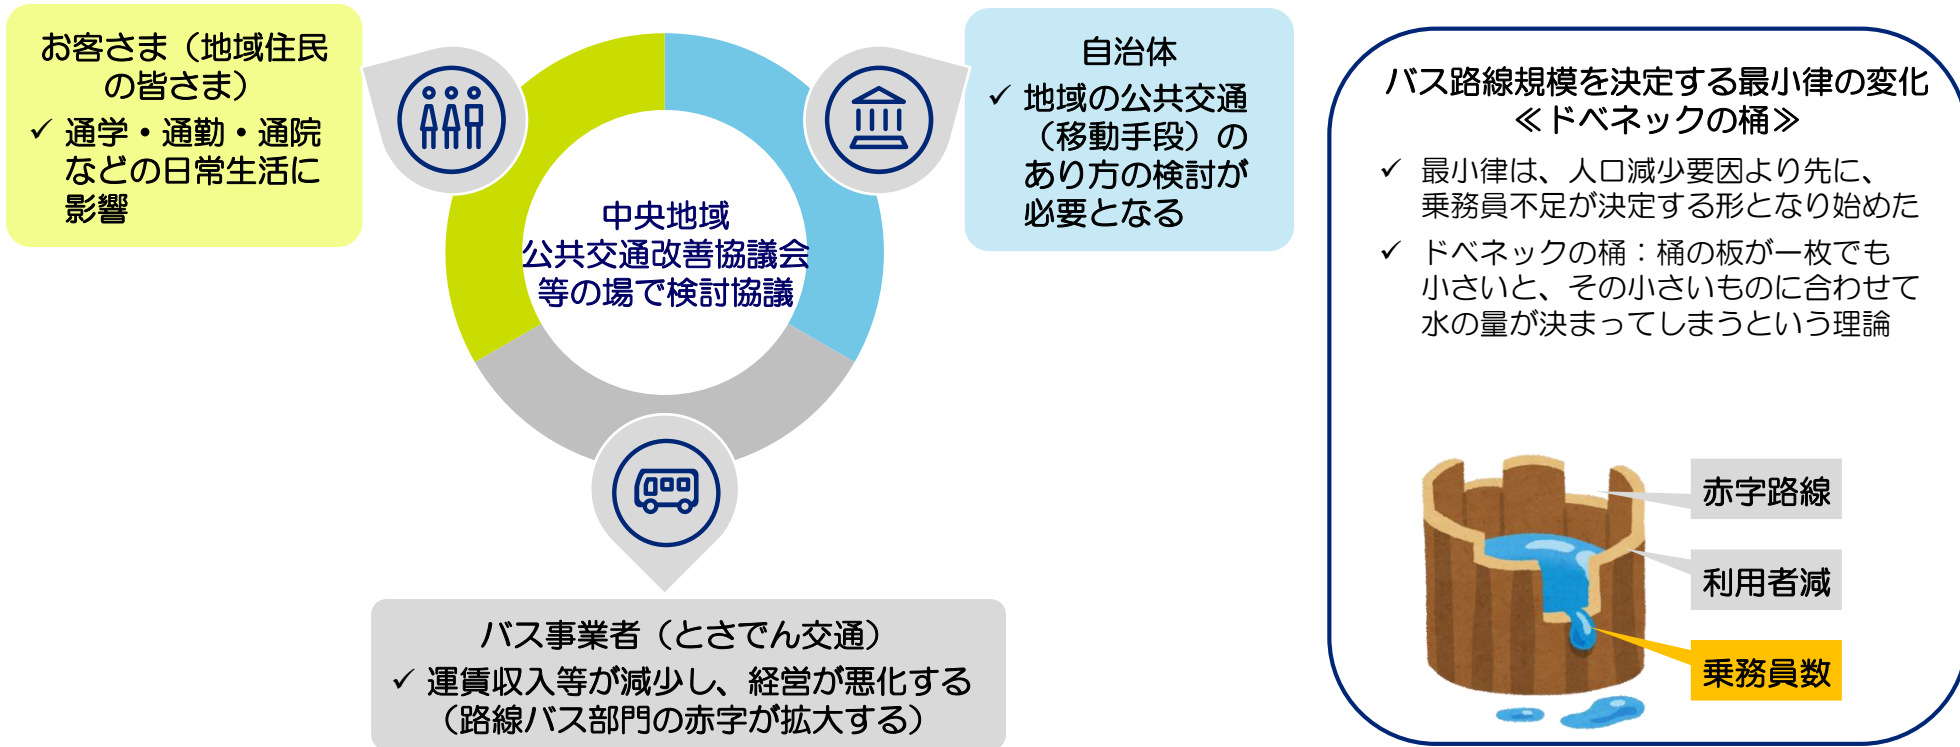 お客さま（地域住民
の皆さま）
✓ 通学・通勤・通院
などの日常生活に
影響
自治体
✓ 地域の公共交通
（移動手段）の
あり方の検討が
必要となる
中央地域
公共交通改善協議会
等の場で検討協議
バス事業者（とさでん交通）
✓ 運賃収入等が減少し、経営が悪化する
（路線バス部門の赤字が拡大する）
バス路線規模を決定する最小律の変化
≪ドベネックの桶≫
✓ 最小律は、人口減少要因より先に、
乗務員不足が決定する形となり始めた
✓ ドベネックの桶：桶の板が一枚でも
小さいと、その小さいものに合わせて
水の量が決まってしまうという理論
赤字路線
利用者減
乗務員数